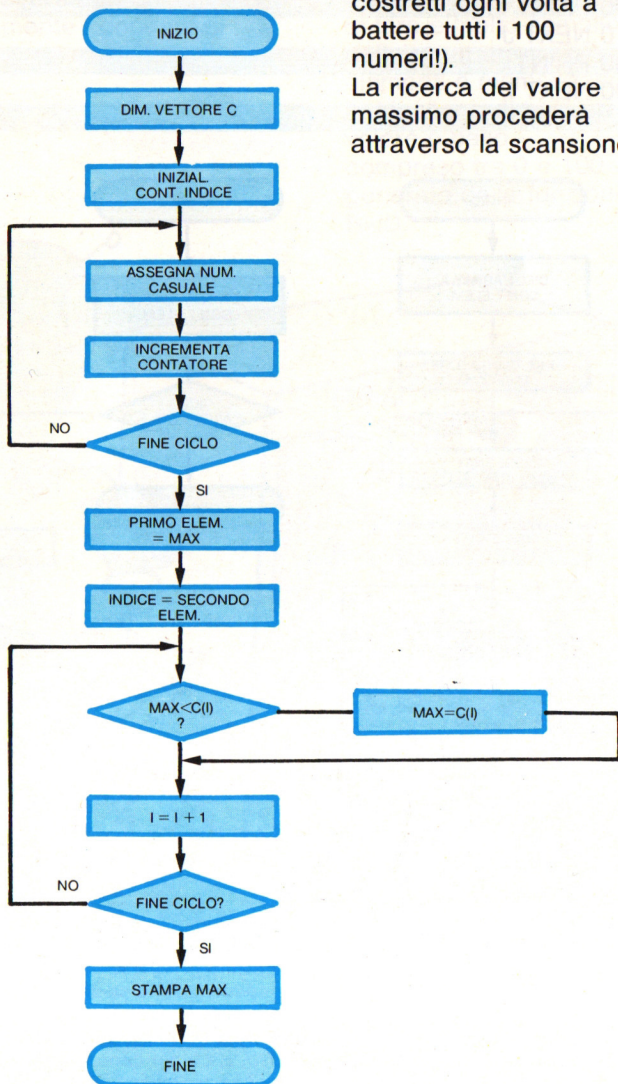 costretti ogni volta a
battere tutti i 100
numeri!).
La ricerca del valore
massimo procederà
attraverso la scansione
INIZIO
DIM. VETTORE C
INIZIAL.
CONT. INDICE
ASSEGNA NUM.
CASUALE
INCREMENTA
CONTATORE
FINE CICLO
NO
SI
PRIMO ELEM.
= MAX
INDICE = SECONDO
ELEM.
MAX<C(I)
?
MAX=C(I)
I = I + 1
FINE CICLO?
NO
SI
STAMPA MAX
FINE